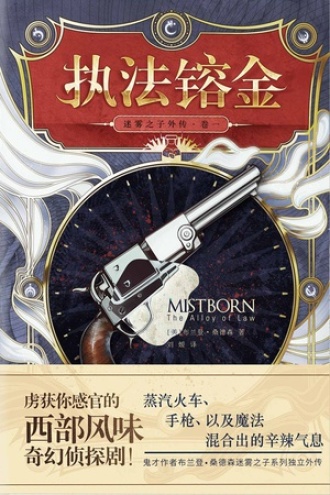 执法镕金
迷雾之子外传·卷一
MISTBORN
The Alloy of Law
[美]布兰登·桑德森 著
译
虏获你感官的
西部风味
奇幻侦探剧！
蒸汽火车、
手枪、以及魔法
混合出的辛辣气息
鬼才作者布兰登·桑德森迷雾之子系列独立外传